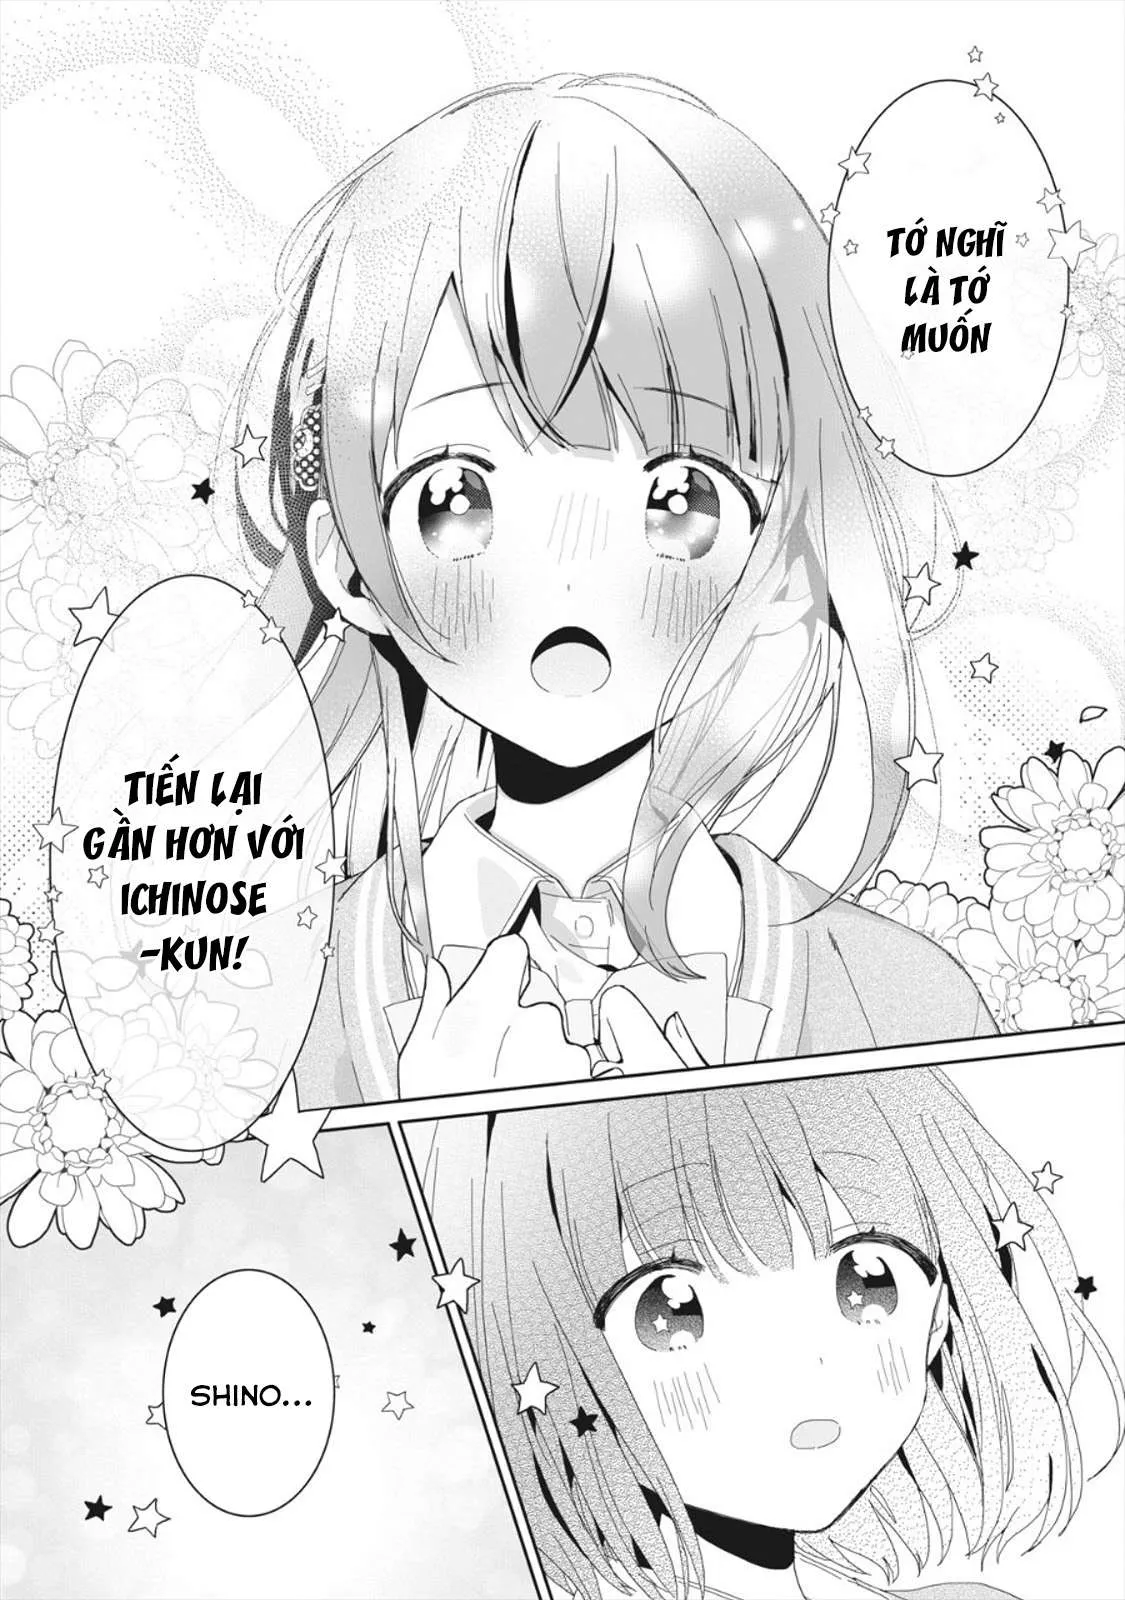 TỚ NGHĨ
LÀ TỚ
MUỐN
TIẾN LẠI
GẦN HƠN VỚI
ICHINOSE
-KUN!
SHINO...